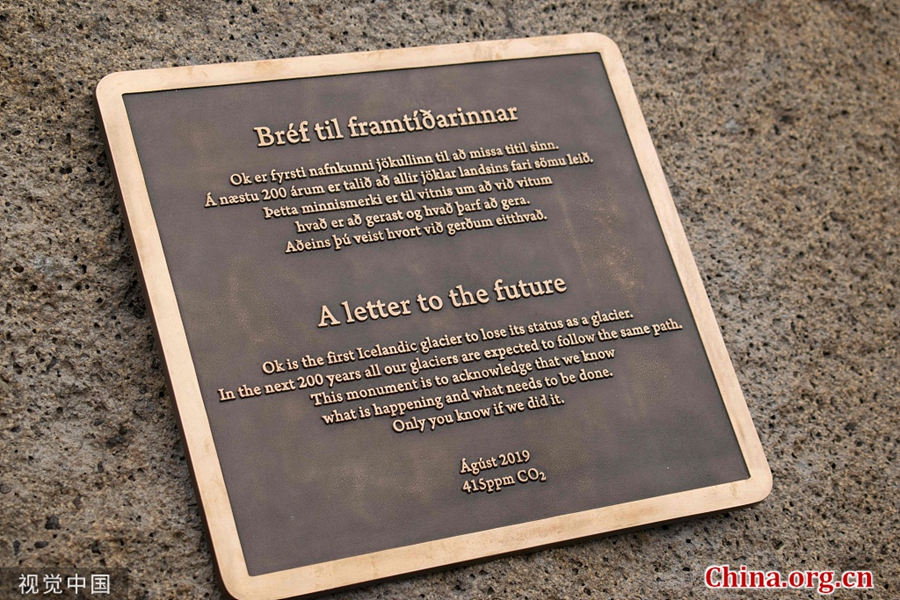 Bréf til framtíðarinnar
Ok er fyrsti nafnkunni jökullinn til að missa titil sinn.
Á næstu 200 árum er talið að allir jöklar landsins fari sömu leið.
Þetta minnismerki er til vitnis um að við vitum
hvað er að gerast og hvað þarf að gera.
Aðeins þú veist hvort við gerðum eitthvað.
A letter to the future
Ok is the first Icelandic glacier to lose its status as a glacier.
In the next 200 years all our glaciers are expected to follow the same path.
This monument is to acknowledge that we know
what is happening and what needs to be done.
Only you know if we did it.
Ágúst 2019
415ppm CO₂
视觉中国
China.org.cn